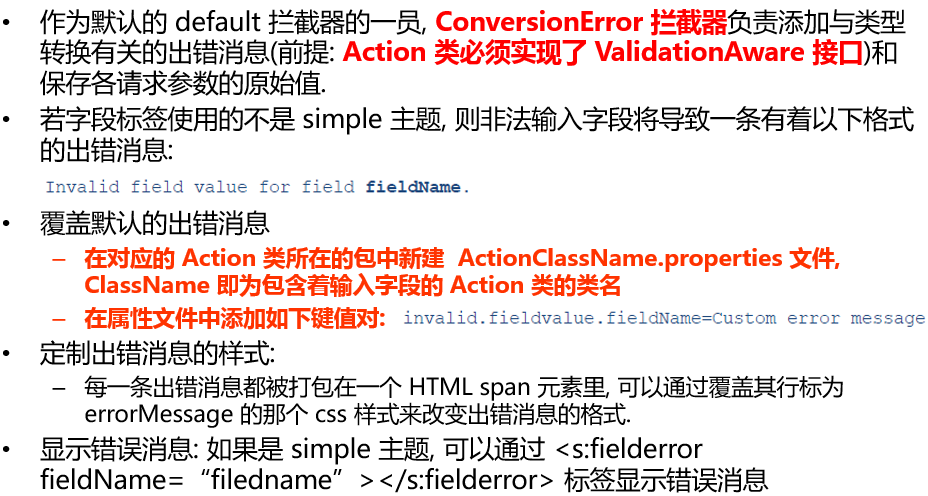 • 作为默认的 default 拦截器的一员, ConversionError 拦截器负责添加与类型
转换有关的出错消息(前提: Action 类必须实现了 ValidationAware 接口)和
保存各请求参数的原始值.
• 若字段标签使用的不是 simple 主题, 则非法输入字段将导致一条有着以下格式
的出错消息:
Invalid field value for field fieldName.
• 覆盖默认的出错消息
– 在对应的 Action 类所在的包中新建 ActionClassName.properties 文件,
ClassName 即为包含着输入字段的 Action 类的类名
– 在属性文件中添加如下键值对: invalid.fieldvalue.fieldName=Custom error message
• 定制出错消息的样式:
– 每一条出错消息都被打包在一个 HTML span 元素里, 可以通过覆盖其行标为
errorMessage 的那个 css 样式来改变出错消息的格式.
• 显示错误消息: 如果是 simple 主题, 可以通过 <s:fielderror
fieldName=“filedname”></s:fielderror> 标签显示错误消息